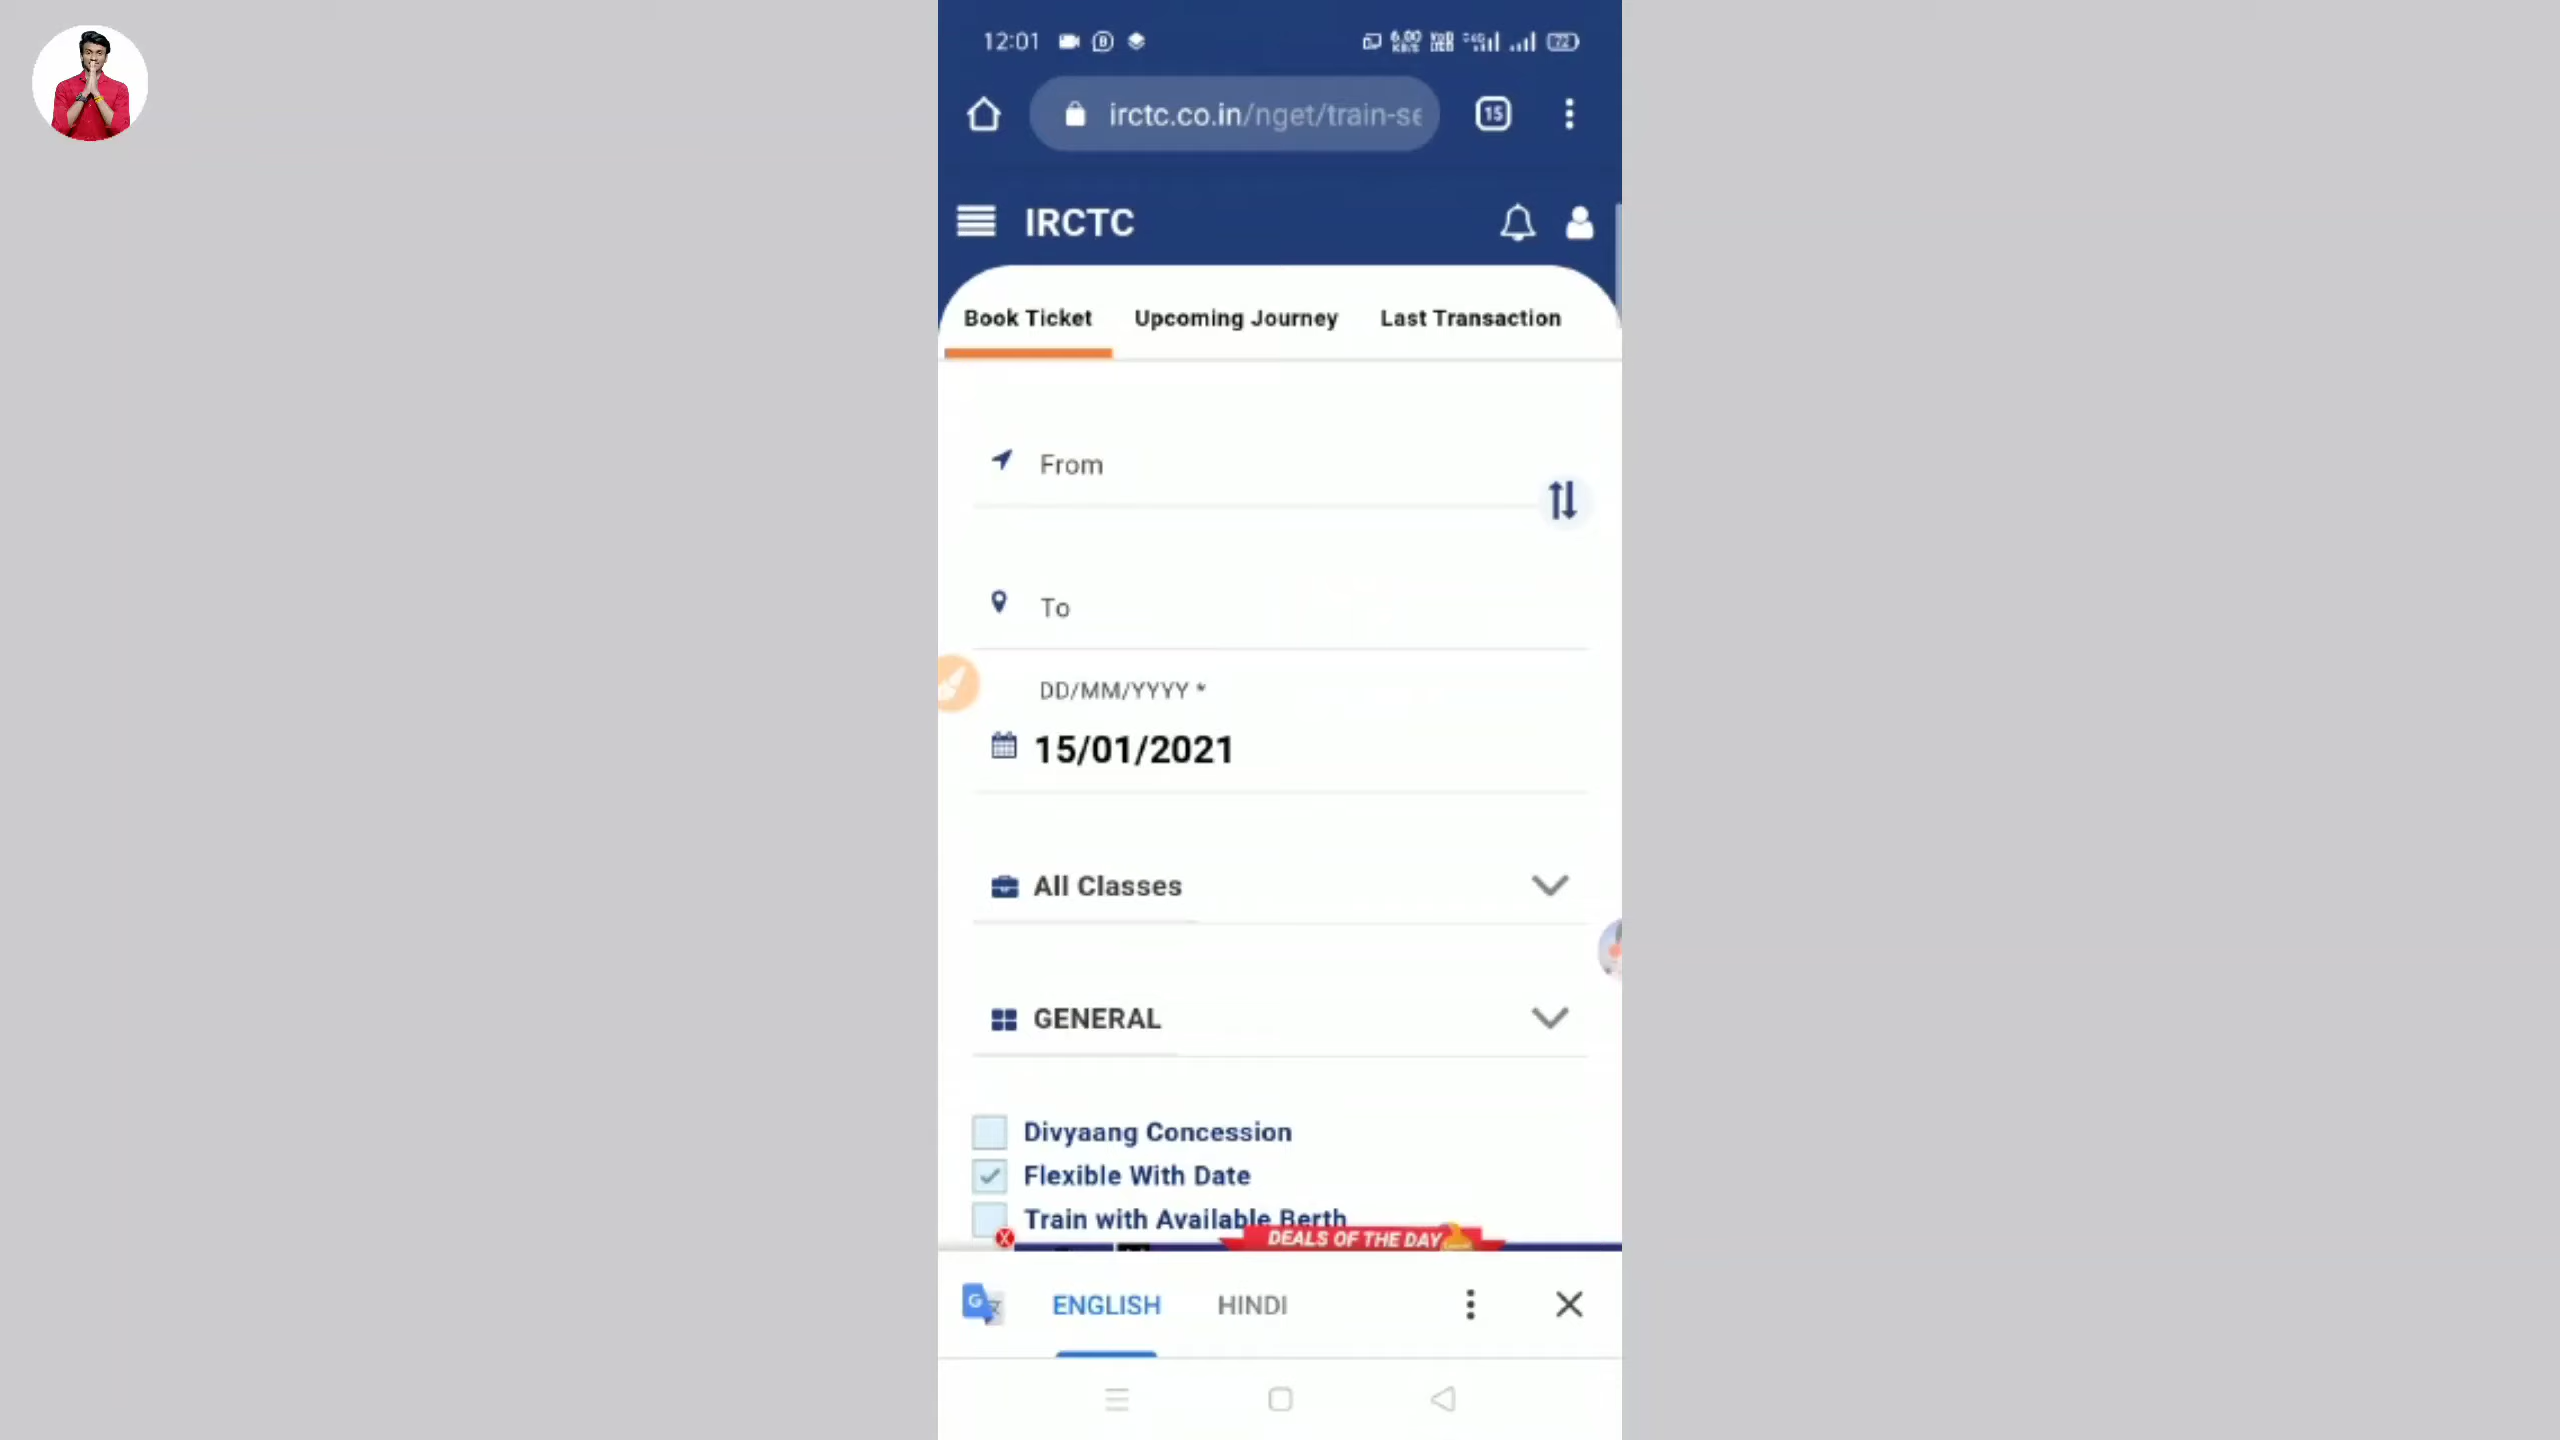 12:01
72
irctc.co.in/nget/train-se
15
IRCTC
Book Ticket Upcoming Journey Last Transaction
From
To
DD/MM/YYYY *
15/01/2021
All Classes
GENERAL
Divyaang Concession
Flexible With Date
Train with Available Berth
DEALS OF THE DAY
ENGLISH HINDI